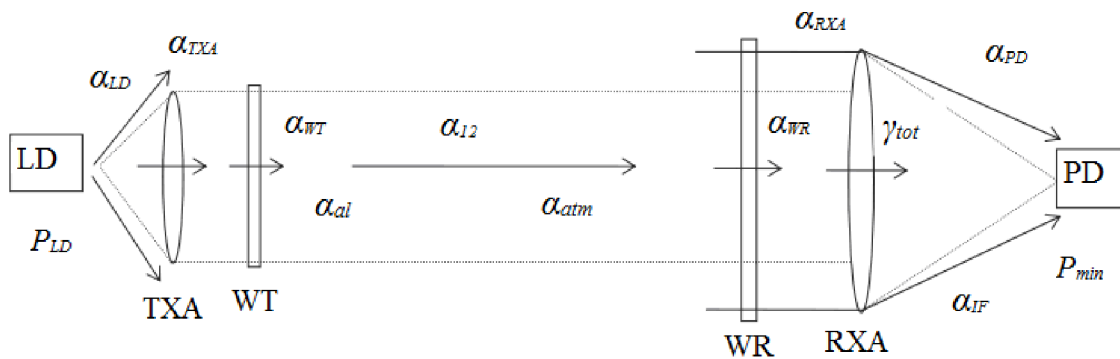 α_RXA
α_TXA
α_PD
α_LD
α_WT
α_12
α_WR
γ_tot
LD
PD
α_al
α_atm
P_LD
P_min
α_IF
TXA
WT
WR
RXA